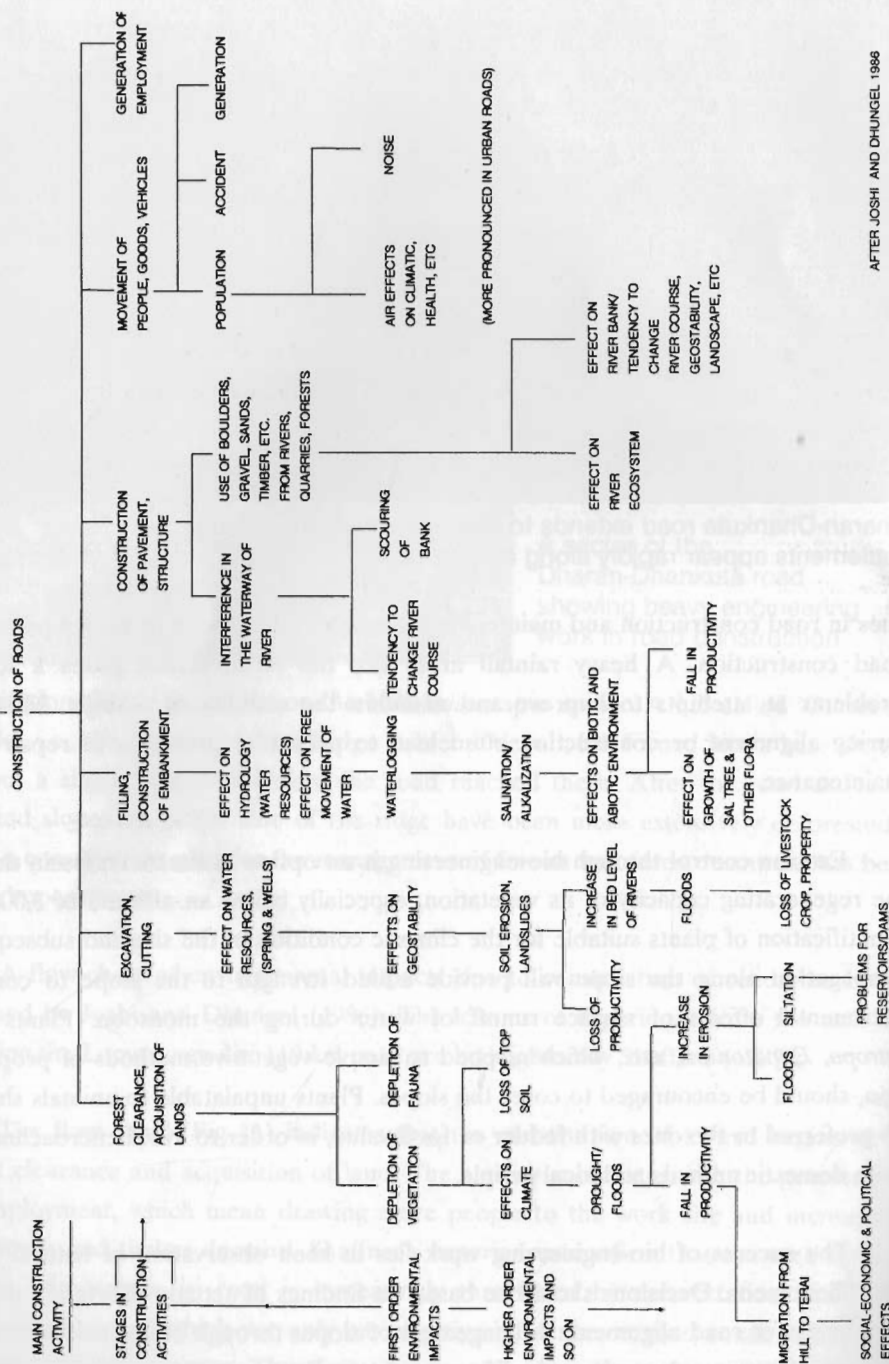 CONSTRUCTION OF ROADS
MAIN CONSTRUCTION
ACTIVITY
STAGES IN
CONSTRUCTION
ACTIVITIES
FOREST
CLEARANCE,
ACQUISITION OF
LANDS
EXCAVATION
CUTTING
FILLING,
CONSTRUCTION
OF EMBANKMENT
CONSTRUCTION
OF PAVEMENT,
STRUCTURE
MOVEMENT OF
PEOPLE, GOODS, VEHICLES
GENERATION OF
EMPLOYMENT
FIRST ORDER
ENVIRONMENTAL
IMPACTS
DEPLETION OF
VEGETATION
DEPLETION OF
FAUNA
EFFECT ON WATER
RESOURCES,
(SPRING & WELLS)
EFFECTS ON
GEOSTABILITY
EFFECT ON
HYDROLOGY
(WATER
RESOURCES)
EFFECT ON FREE
MOVEMENT OF
WATER
INTERFERENCE IN
THE WATERWAY OF
RIVER
USE OF BOULDERS,
GRAVEL, SANDS,
TIMBER, ETC.
FROM RIVERS,
QUARRIES, FORESTS
POPULATION
ACCIDENT
GENERATION
HIGHER ORDER
ENVIRONMENTAL
IMPACTS AND
SO ON
EFFECTS ON
CLIMATE
LOSS OF TOP
SOIL
SOIL EROSION,
LANDSLIDES
WATERLOGGING
TENDENCY TO
CHANGE RIVER
COURSE
SCOURING
OF
BANK
AIR EFFECTS
ON CLIMATIC,
HEALTH, ETC
NOISE
(MORE PRONOUNCED IN URBAN ROADS)
SALINATION
ALKALIZATION
DROUGHT/
FLOODS
LOSS OF
PRODUCTIVITY
INCREASE
IN BED LEVEL
OF RIVERS
EFFECTS ON BIOTIC AND
ABIOTIC ENVIRONMENT
EFFECT ON
RIVER
ECOSYSTEM
EFFECT ON
RIVER BANK/
TENDENCY TO
CHANGE
RIVER COURSE,
GEOSTABILITY,
LANDSCAPE, ETC
FALL IN
PRODUCTIVITY
INCREASE
IN EROSION
FLOODS
EFFECT ON
GROWTH OF
AL TREE &
OTHER FLORA
FALL IN
PRODUCTIVITY
MIGRATION FROM
HILL TO TERAI
FLOODS
SILTATION
LOSS OF LIVESTOCK
CROP, PROPERTY
SOCIAL-ECONOMIC & POLITICAL
EFFECTS
PROBLEMS FOR
RESERVOIRS/DAMS
AFTER JOSHI AND DHUNGEL 1986